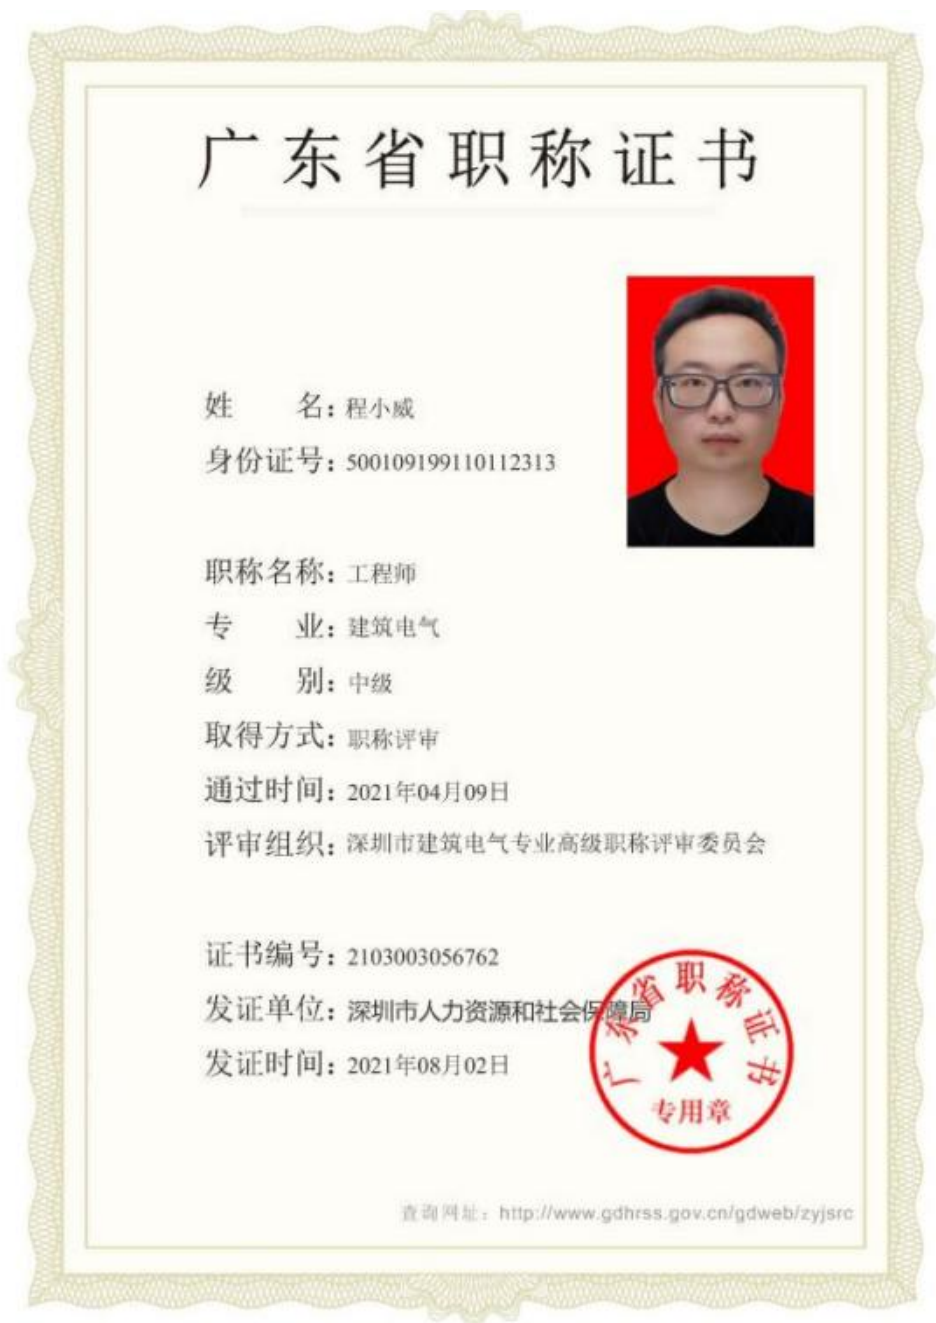 广东省职称证书
姓　　名：程小威
身份证号：500109199110112313
职称名称：工程师
专　　业：建筑电气
级　　别：中级
取得方式：职称评审
通过时间：2021年04月09日
评审组织：深圳市建筑电气专业高级职称评审委员会
证书编号：2103003056762
发证单位：深圳市人力资源和社会保障局
发证时间：2021年08月02日
广东省职称证书
专用章
查询网址：http://www.gdhrss.gov.cn/gdweb/zyjsrc